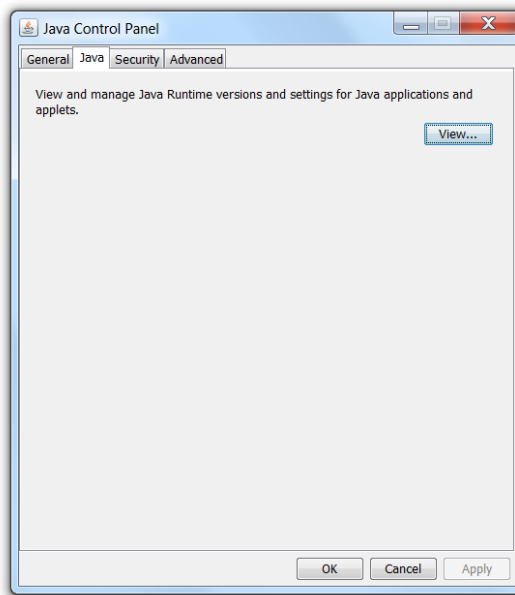 Java Control Panel
General Java Security Advanced
View and manage Java Runtime versions and settings for Java applications and
applets.
View...
OK Cancel Apply